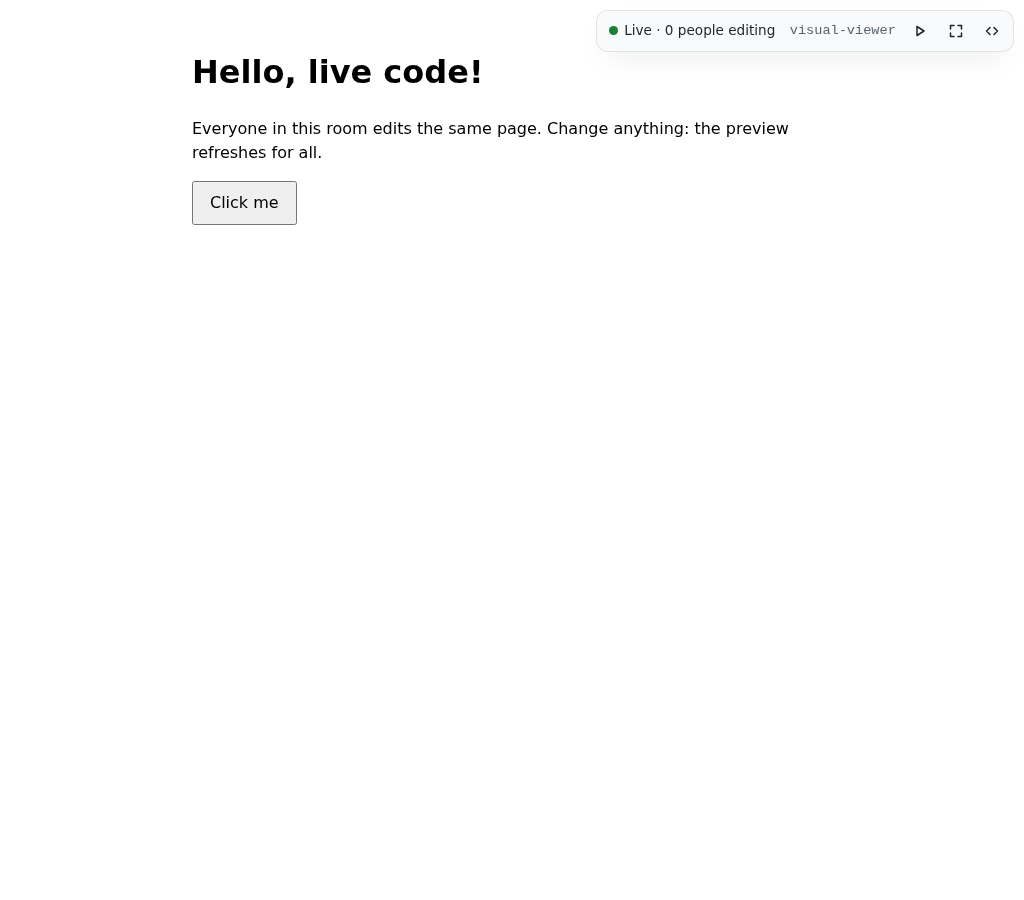 Live · 0 people editing visual-viewer
Hello, live code!
Everyone in this room edits the same page. Change anything: the preview
refreshes for all.
Click me